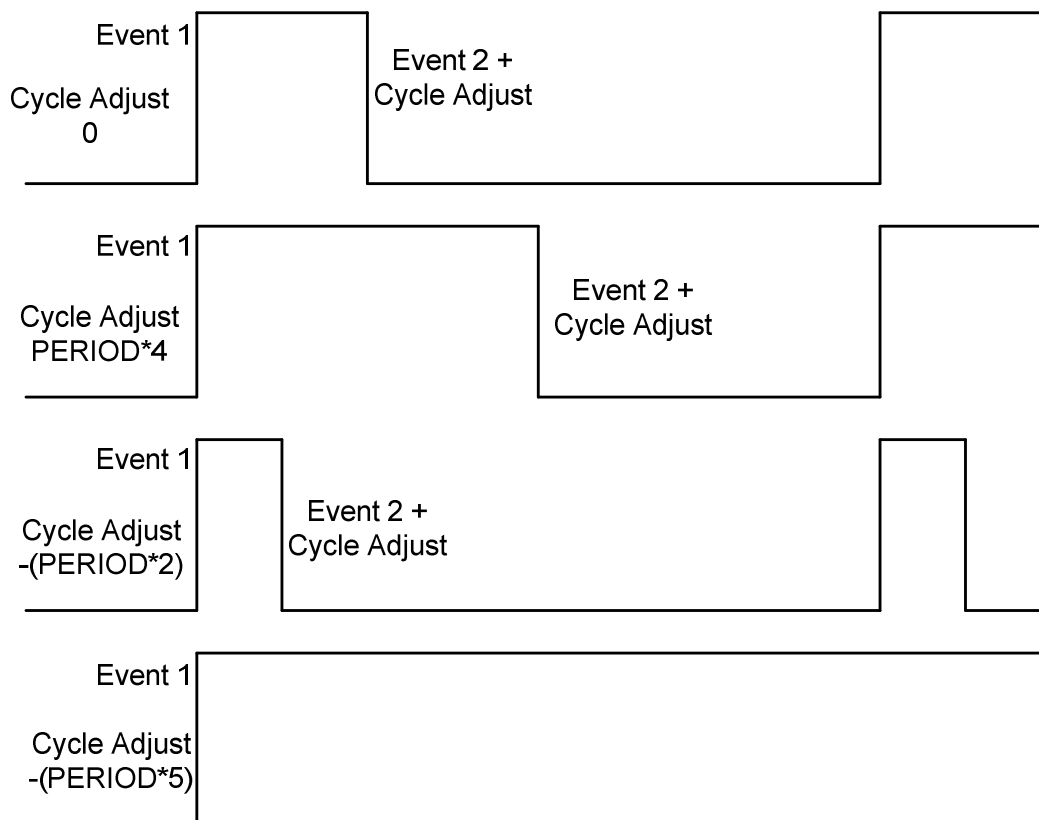 Event 1
Event 2 +
Cycle Adjust
Cycle Adjust
0
Event 1
Event 2 +
Cycle Adjust
Cycle Adjust
PERIOD*4
Event 1
Event 2 +
Cycle Adjust
Cycle Adjust
-(PERIOD*2)
Event 1
Cycle Adjust
-(PERIOD*5)